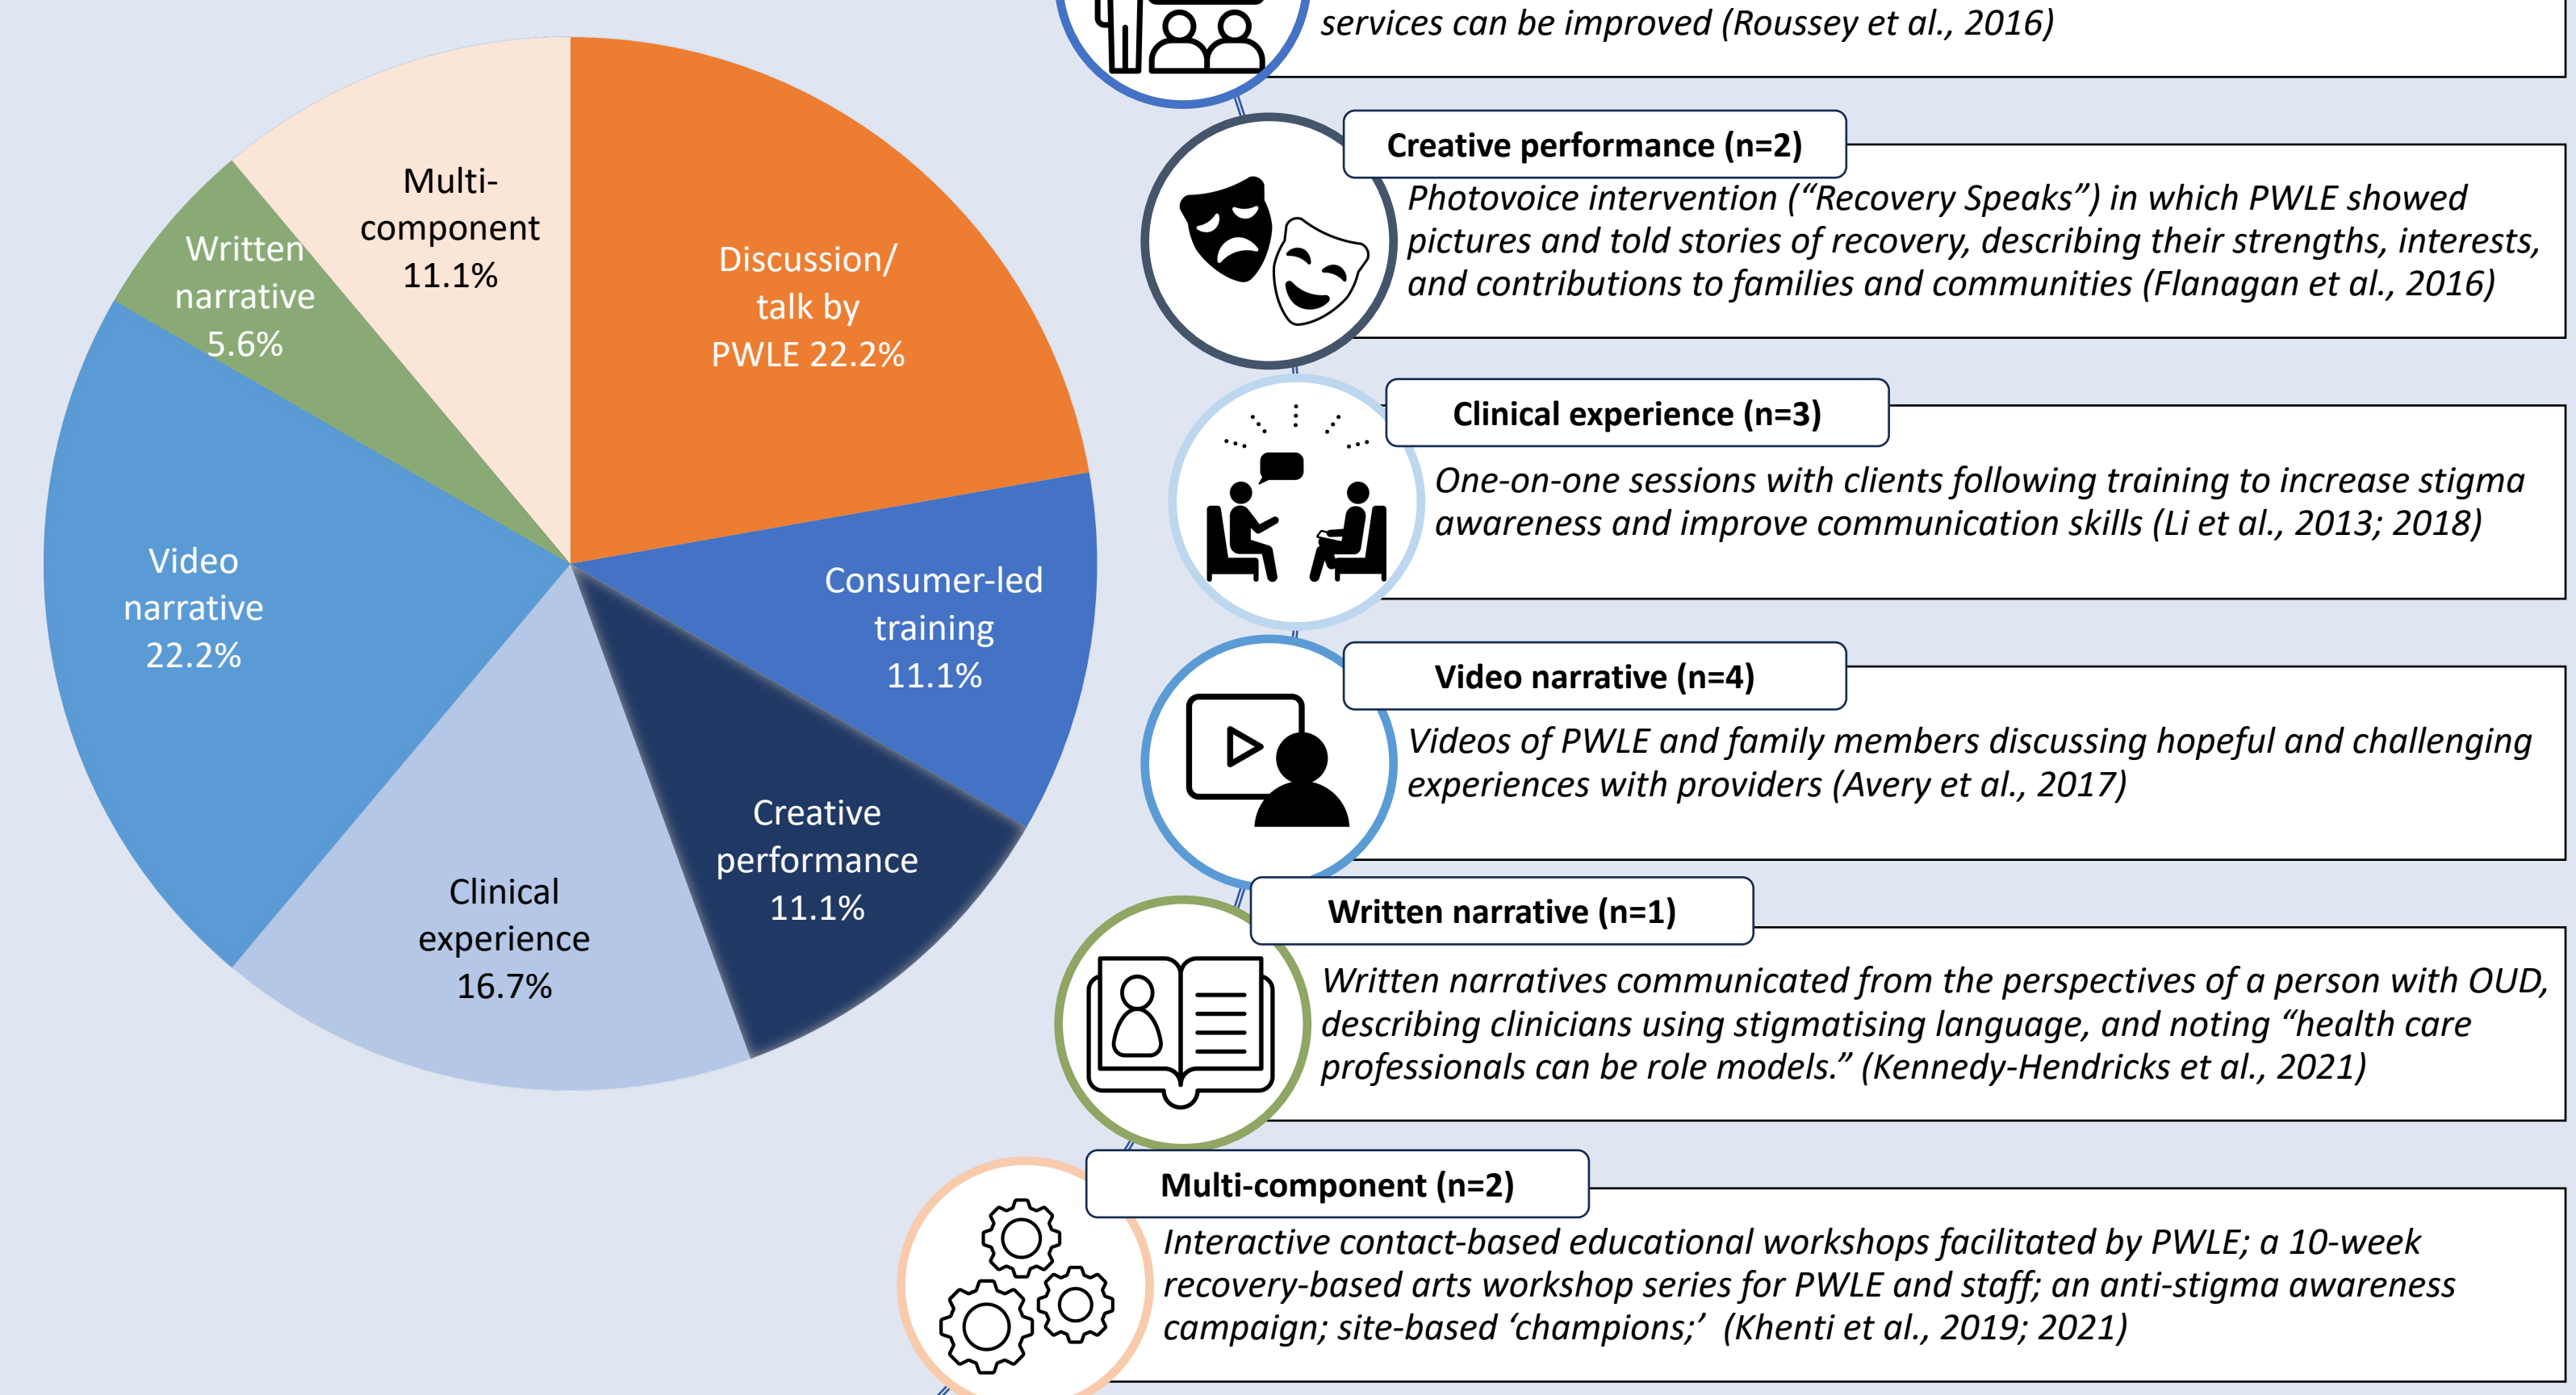 Multi-
component
11.1%
Written
narrative
5.6%
Discussion/
talk by
PWLE 22.2%
Video
narrative
22.2%
Consumer-led
training
11.1%
Creative
performance
11.1%
Clinical
experience
16.7%
services can be improved (Roussey et al., 2016)
Creative performance (n=2)
Photovoice intervention (“Recovery Speaks”) in which PWLE showed
pictures and told stories of recovery, describing their strengths, interests,
and contributions to families and communities (Flanagan et al., 2016)
Clinical experience (n=3)
One-on-one sessions with clients following training to increase stigma
awareness and improve communication skills (Li et al., 2013; 2018)
Video narrative (n=4)
Videos of PWLE and family members discussing hopeful and challenging
experiences with providers (Avery et al., 2017)
Written narrative (n=1)
Written narratives communicated from the perspectives of a person with OUD,
describing clinicians using stigmatising language, and noting “health care
professionals can be role models.” (Kennedy-Hendricks et al., 2021)
Multi-component (n=2)
Interactive contact-based educational workshops facilitated by PWLE; a 10-week
recovery-based arts workshop series for PWLE and staff; an anti-stigma awareness
campaign; site-based ‘champions;’ (Khenti et al., 2019; 2021)